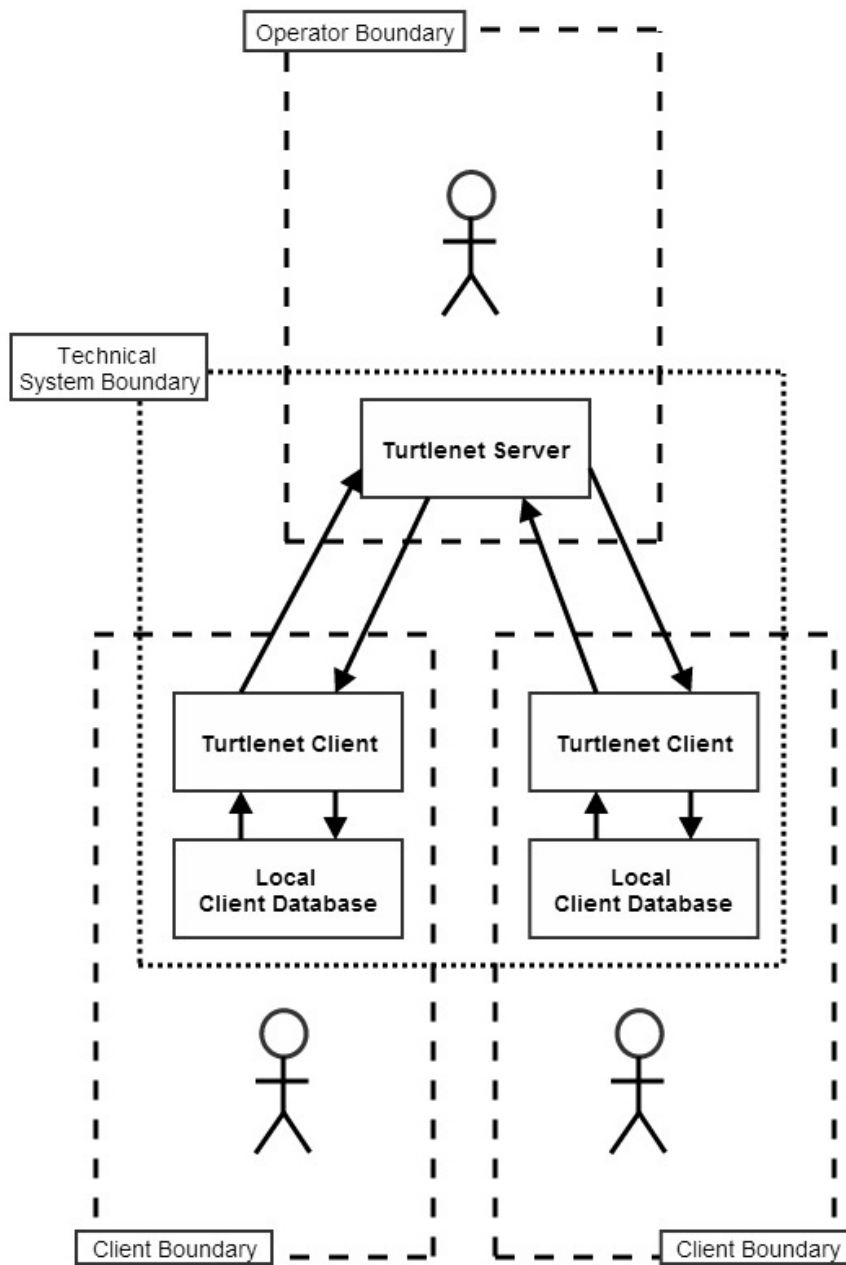 Operator Boundary
Technical
System Boundary
Turtlenet Server
Turtlenet Client
Turtlenet Client
Local
Client Database
Local
Client Database
Client Boundary
Client Boundary